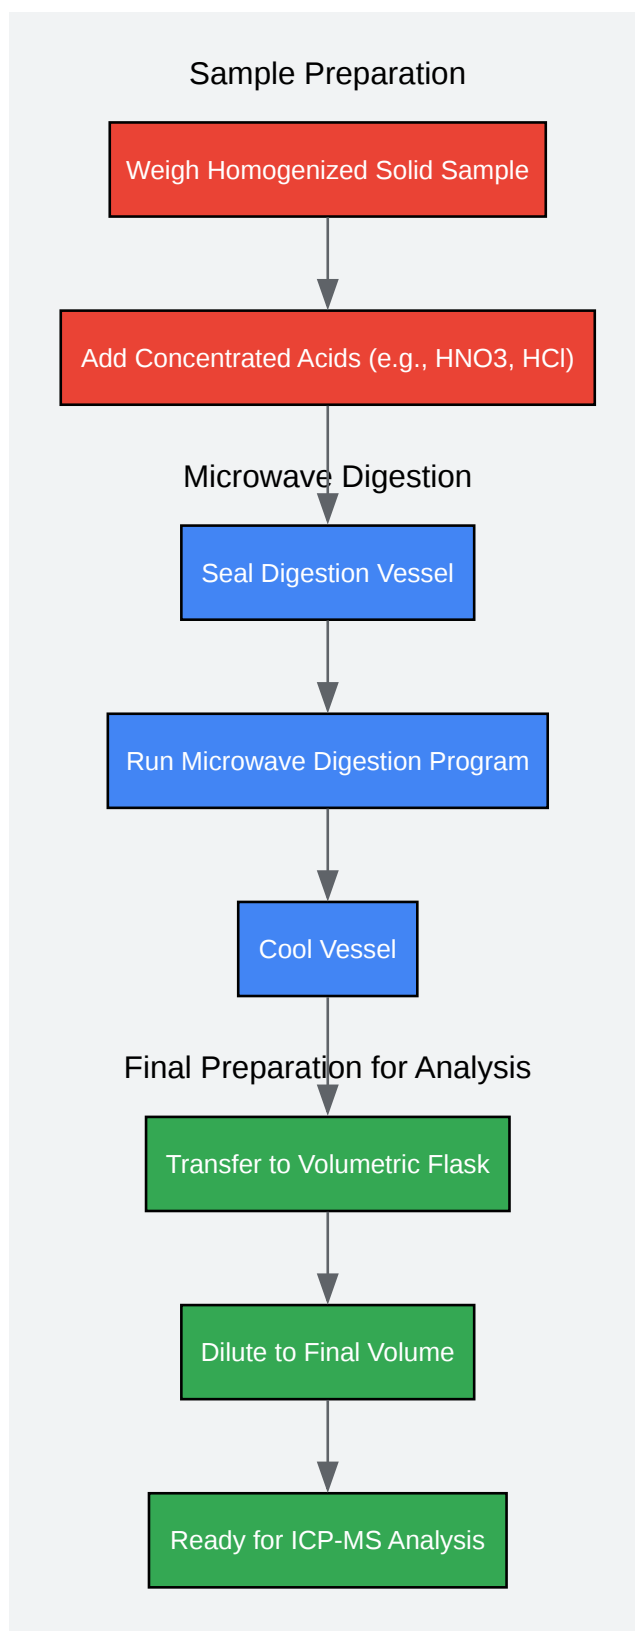 Sample Preparation
Weigh Homogenized Solid Sample
Add Concentrated Acids (e.g., HNO3, HCl)
Microwave Digestion
Seal Digestion Vessel
Run Microwave Digestion Program
Cool Vessel
Final Preparation for Analysis
Transfer to Volumetric Flask
Dilute to Final Volume
Ready for ICP-MS Analysis